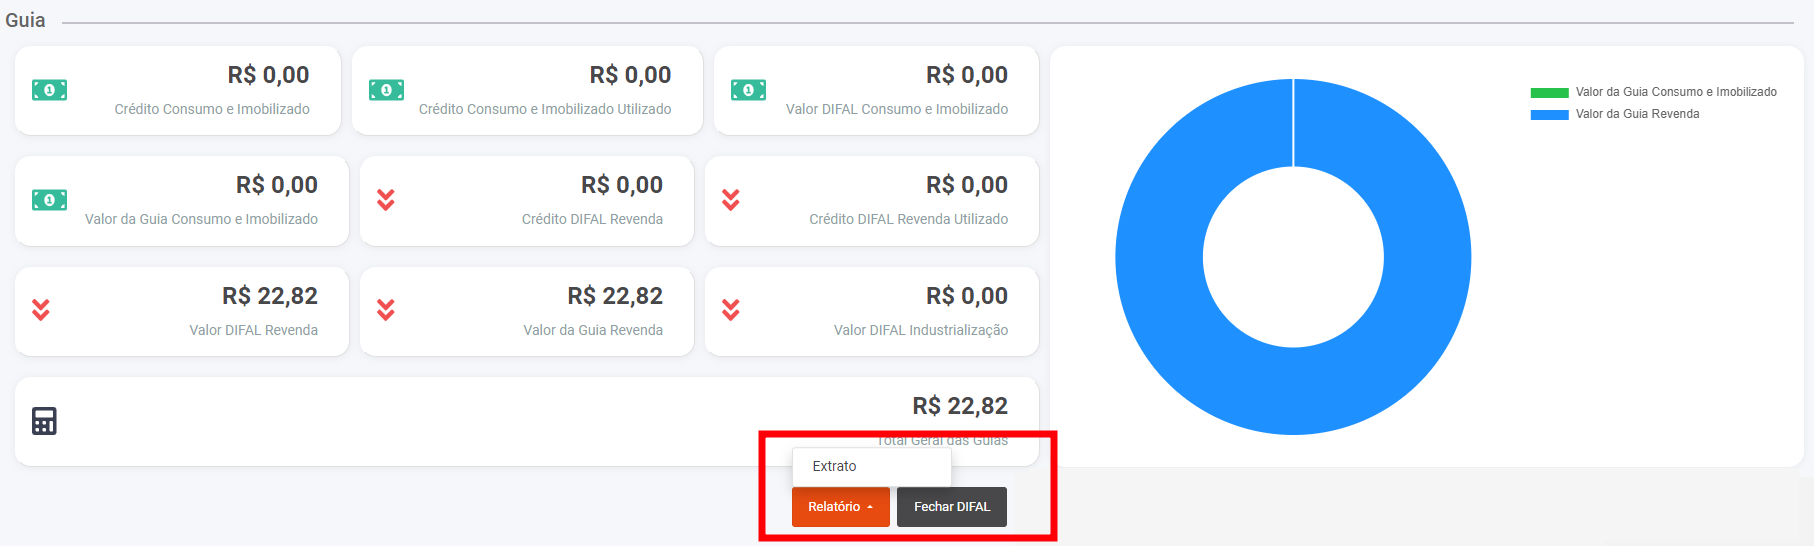 Guia
R$ 0,00
Crédito Consumo e Imobilizado
R$ 0,00
Crédito Consumo e Imobilizado Utilizado
R$ 0,00
Valor DIFAL Consumo e Imobilizado
R$ 0,00
Valor da Guia Consumo e Imobilizado
R$ 0,00
Crédito DIFAL Revenda
R$ 0,00
Crédito DIFAL Revenda Utilizado
R$ 22,82
Valor DIFAL Revenda
R$ 22,82
Valor da Guia Revenda
R$ 0,00
Valor DIFAL Industrialização
R$ 22,82
Total Geral das Guias
Extrato
Relatório
Fechar DIFAL
Valor da Guia Consumo e Imobilizado
Valor da Guia Revenda